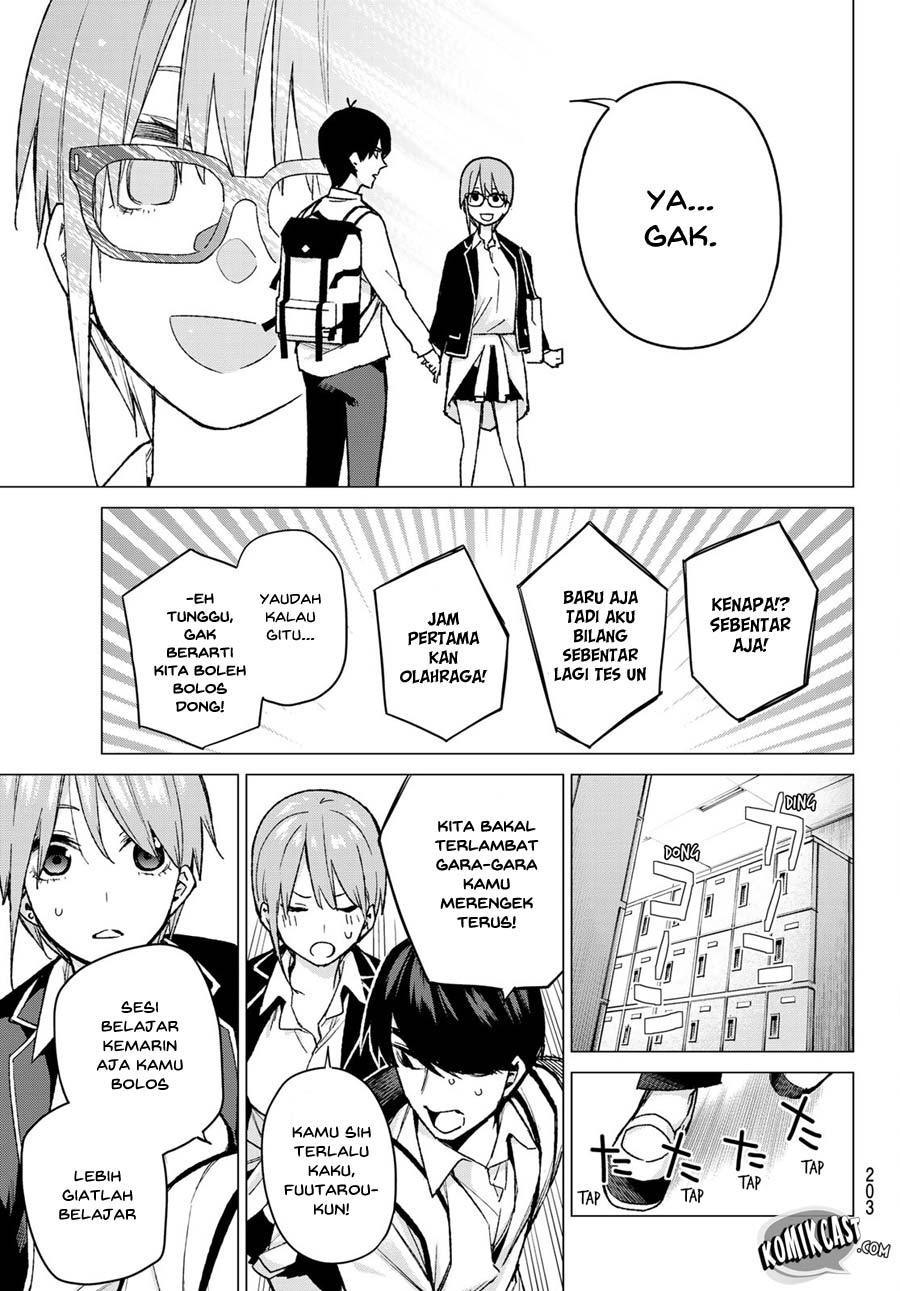 YA...
GAK.
KENAPA!?
SEBENTAR
AJA!
BARU AJA
TADI AKU
BILANG
SEBENTAR
LAGI TES UN
JAM
PERTAMA
KAN
OLAHRAGA!
YAUDAH
KALAU
GITU...
-EH
TUNGGU,
GAK
BERARTI
KITA BOLEH
BOLOS
DONG!
DING
DONG
TAP
TAP
TAP
TAP
KITA BAKAL
TERLAMBAT
GARA-GARA
KAMU
MERENGEK
TERUS!
KAMU SIH
TERLALU
KAKU,
FUUTAROU-
KUN!
SESI
BELAJAR
KEMARIN
AJA KAMU
BOLOS
LEBIH
GIATLAH
BELAJAR
203
KOMIKCAST
.COM